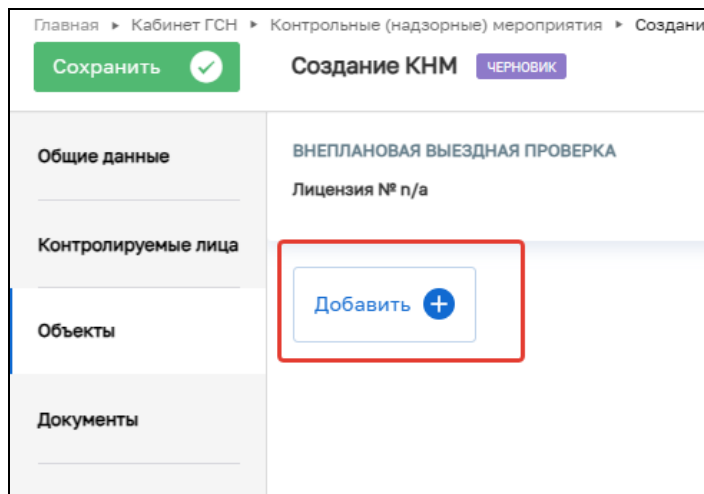 Главная ▸ Кабинет ГСН ▸ Контрольные (надзорные) мероприятия ▸
Сохранить
Создание КНМ ЧЕРНОВИК
Общие данные
Контролируемые лица
Объекты
Документы
ВНЕПЛАНОВАЯ ВЫЕЗДНАЯ ПРОВЕРКА
Лицензия № n/a
Добавить